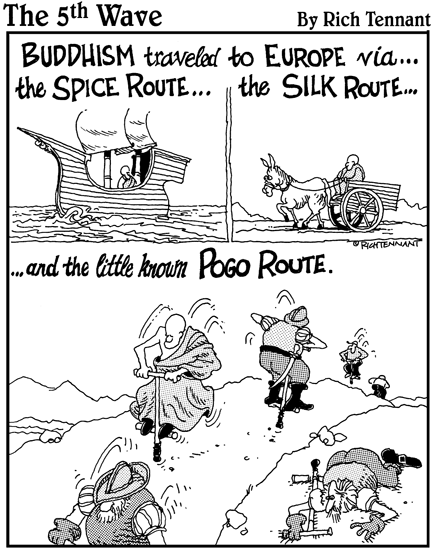 The 5th Wave
By Rich Tennant
BUDDHISM traveled to EUROPE via...
the SPICE ROUTE...
the SILK ROUTE...
©RICHTENNANT
...and the little known POGO ROUTE.